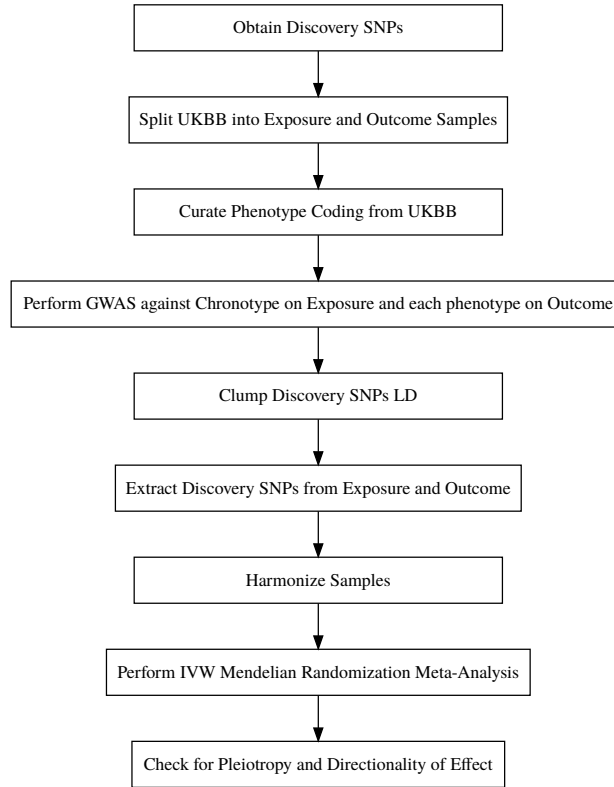 Obtain Discovery SNPs
Split UKBB into Exposure and Outcome Samples
Curate Phenotype Coding from UKBB
Perform GWAS against Chronotype on Exposure and each phenotype on Outcome
Clump Discovery SNPs LD
Extract Discovery SNPs from Exposure and Outcome
Harmonize Samples
Perform IVW Mendelian Randomization Meta-Analysis
Check for Pleiotropy and Directionality of Effect